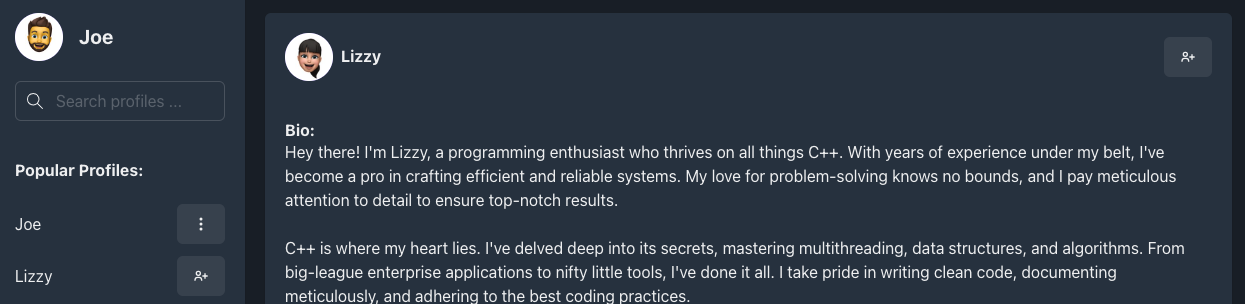 Joe
Search profiles ...
Popular Profiles:
Joe
Lizzy
Lizzy
Bio:
Hey there! I'm Lizzy, a programming enthusiast who thrives on all things C++. With years of experience under my belt, I've
become a pro in crafting efficient and reliable systems. My love for problem-solving knows no bounds, and I pay meticulous
attention to detail to ensure top-notch results.
C++ is where my heart lies. I've delved deep into its secrets, mastering multithreading, data structures, and algorithms. From
big-league enterprise applications to nifty little tools, I've done it all. I take pride in writing clean code, documenting
meticulously, and adhering to the best coding practices.